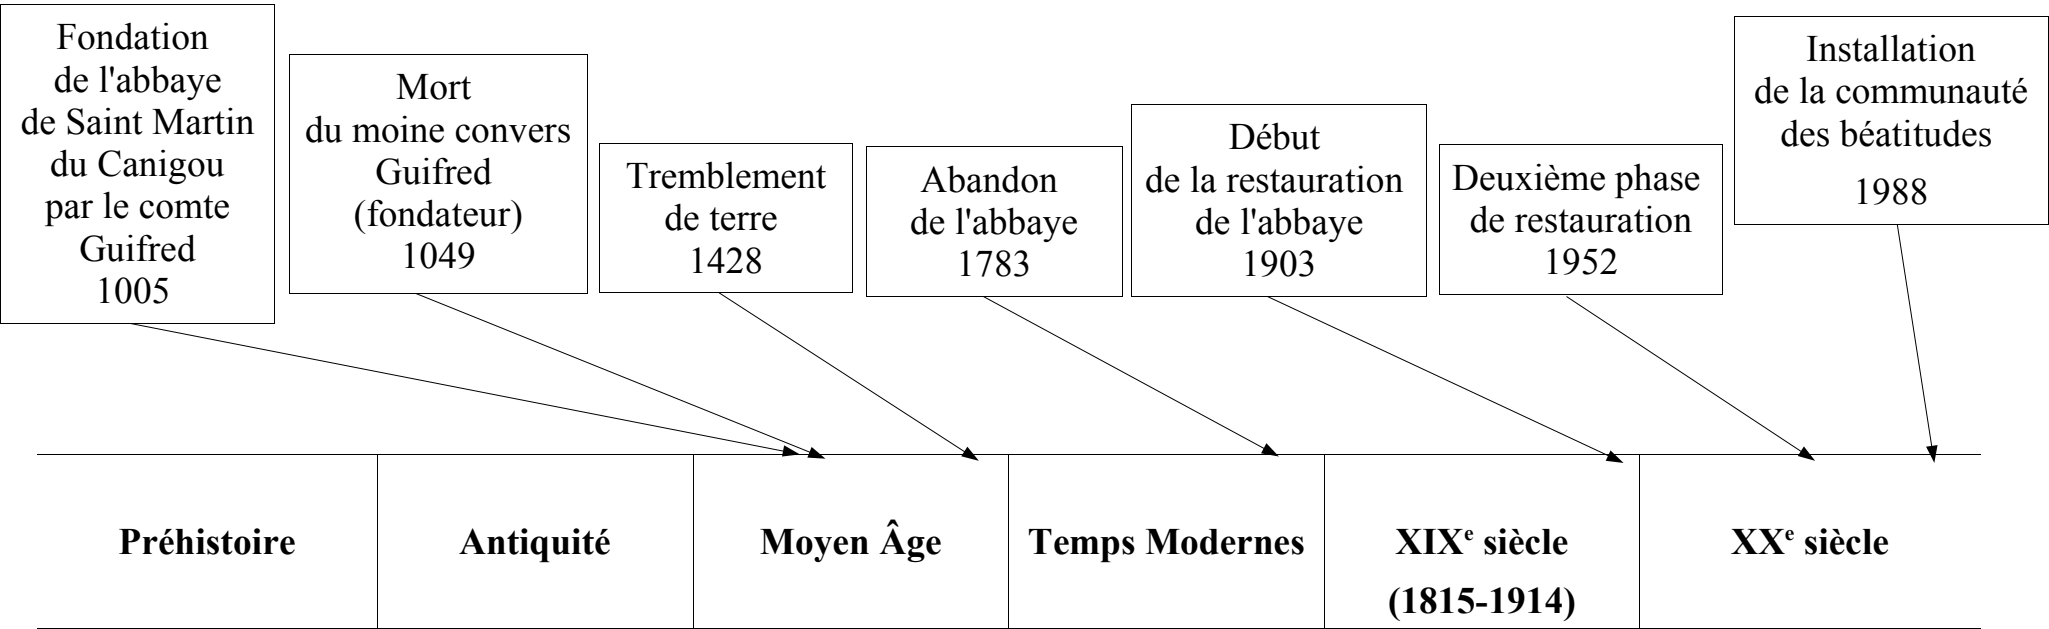 Fondation
de l'abbaye
de Saint Martin
du Canigou
par le comte
Guifred
1005
Mort
du moine convers
Guifred
(fondateur)
1049
Tremblement
de terre
1428
Abandon
de l'abbaye
1783
Début
de la restauration
de l'abbaye
1903
Deuxième phase
de restauration
1952
Installation
de la communauté
des béatitudes
1988
Préhistoire
Antiquité
Moyen Âge
Temps Modernes
XIXe siècle
(1815-1914)
XXe siècle